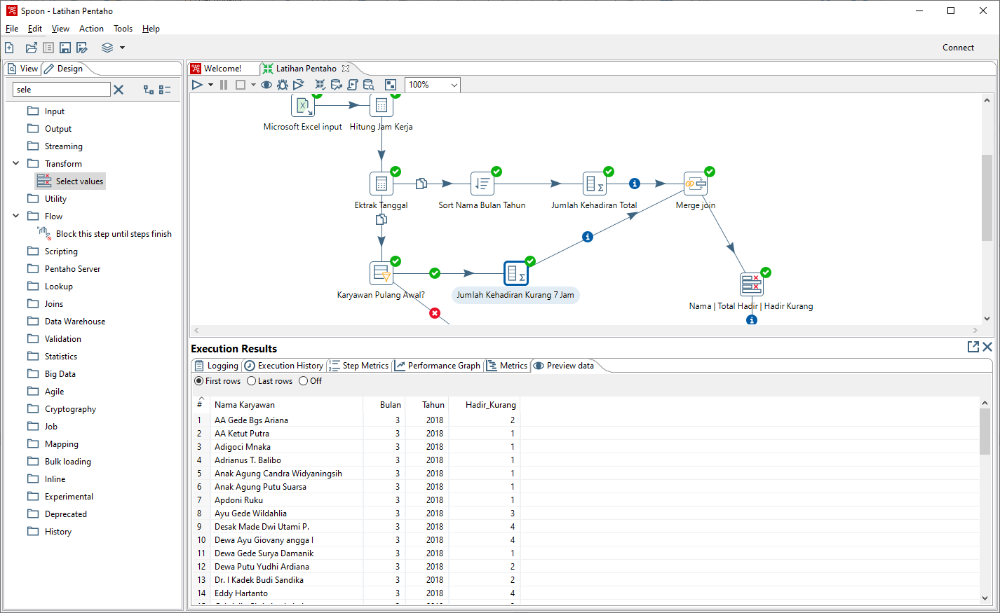 Spoon - Latihan Pentaho
File Edit View Action Tools Help
Connect
View Design
sele
Input
Output
Streaming
Transform
Select values
Utility
Flow
Block this step until steps finish
Scripting
Pentaho Server
Lookup
Joins
Data Warehouse
Validation
Statistics
Big Data
Agile
Cryptography
Job
Mapping
Bulk loading
Inline
Experimental
Deprecated
History
Welcome! Latihan Pentaho
100%
Microsoft Excel input Hitung Jam Kerja
Ektrak Tanggal Sort Nama Bulan Tahun Jumlah Kehadiran Total Merge join
Karyawan Pulang Awal? Jumlah Kehadiran Kurang 7 Jam
Nama | Total Hadir | Hadir Kurang
Execution Results
Logging Execution History Step Metrics Performance Graph Metrics Preview data
First rows Last rows Off
# Nama Karyawan Bulan Tahun Hadir_Kurang
1 AA Gede Bgs Ariana 3 2018 2
2 AA Ketut Putra 3 2018 1
3 Adigoci Mnaka 3 2018 1
4 Adrianus T. Balibo 3 2018 1
5 Anak Agung Candra Widyaningsih 3 2018 1
6 Anak Agung Putu Suarsa 3 2018 1
7 Apdoni Ruku 3 2018 1
8 Ayu Gede Wildahlia 3 2018 3
9 Desak Made Dwi Utami P. 3 2018 4
10 Dewa Ayu Giovany angga l 3 2018 4
11 Dewa Gede Surya Damanik 3 2018 1
12 Dewa Putu Yudhi Ardiana 3 2018 2
13 Dr. I Kadek Budi Sandika 3 2018 2
14 Eddy Hartanto 3 2018 4